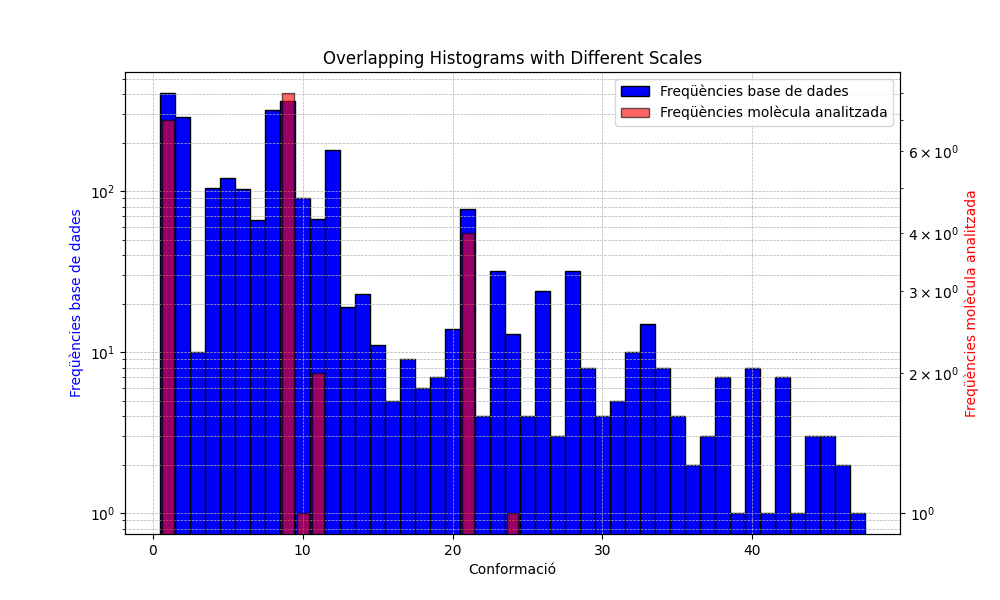 Overlapping Histograms with Different Scales
Freqüències base de dades
Freqüències molècula analitzada
Freqüències base de dades
10²
10¹
10⁰
6 × 10⁰
4 × 10⁰
3 × 10⁰
2 × 10⁰
10⁰
Freqüències molècula analitzada
0 10 20 30 40
Conformació